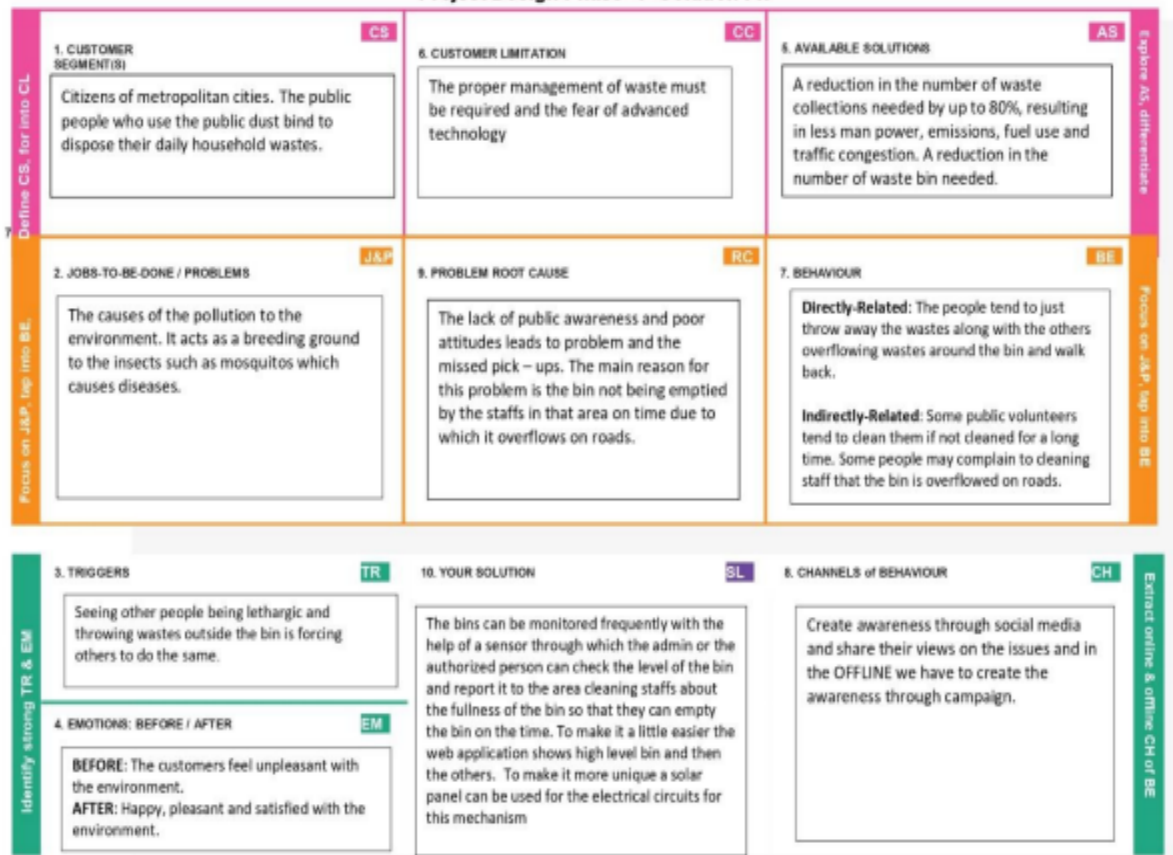 CS
1. CUSTOMER
SEGMENT(S)
Citizens of metropolitan cities. The public
people who use the public dust bind to
dispose their daily household wastes.
CC
6. CUSTOMER LIMITATION
The proper management of waste must
be required and the fear of advanced
technology
AS
5. AVAILABLE SOLUTIONS
A reduction in the number of waste
collections needed by up to 80%, resulting
in less man power, emissions, fuel use and
traffic congestion. A reduction in the
number of waste bin needed.
Define CS, for into CL
Explore AS, differentiate
J&P
2. JOBS-TO-BE-DONE / PROBLEMS
The causes of the pollution to the
environment. It acts as a breeding ground
to the insects such as mosquitos which
causes diseases.
RC
9. PROBLEM ROOT CAUSE
The lack of public awareness and poor
attitudes leads to problem and the
missed pick – ups. The main reason for
this problem is the bin not being emptied
by the staffs in that area on time due to
which it overflows on roads.
BE
7. BEHAVIOUR
Directly-Related: The people tend to just
throw away the wastes along with the others
overflowing wastes around the bin and walk
back.
Indirectly-Related: Some public volunteers
tend to clean them if not cleaned for a long
time. Some people may complain to cleaning
staff that the bin is overflowed on roads.
Focus on J&P, tap into BE,
Focus on J&P, tap into BE
3. TRIGGERS
TR
Seeing other people being lethargic and
throwing wastes outside the bin is forcing
others to do the same.
4. EMOTIONS: BEFORE / AFTER
EM
BEFORE: The customers feel unpleasant with
the environment.
AFTER: Happy, pleasant and satisfied with the
environment.
10. YOUR SOLUTION
SL
The bins can be monitored frequently with the
help of a sensor through which the admin or the
authorized person can check the level of the bin
and report it to the area cleaning staffs about
the fullness of the bin so that they can empty
the bin on the time. To make it a little easier the
web application shows high level bin and then
the others. To make it more unique a solar
panel can be used for the electrical circuits for
this mechanism
8. CHANNELS of BEHAVIOUR
CH
Create awareness through social media
and share their views on the issues and in
the OFFLINE we have to create the
awareness through campaign.
Identify strong TR & EM
Extract online & offline CH of BE